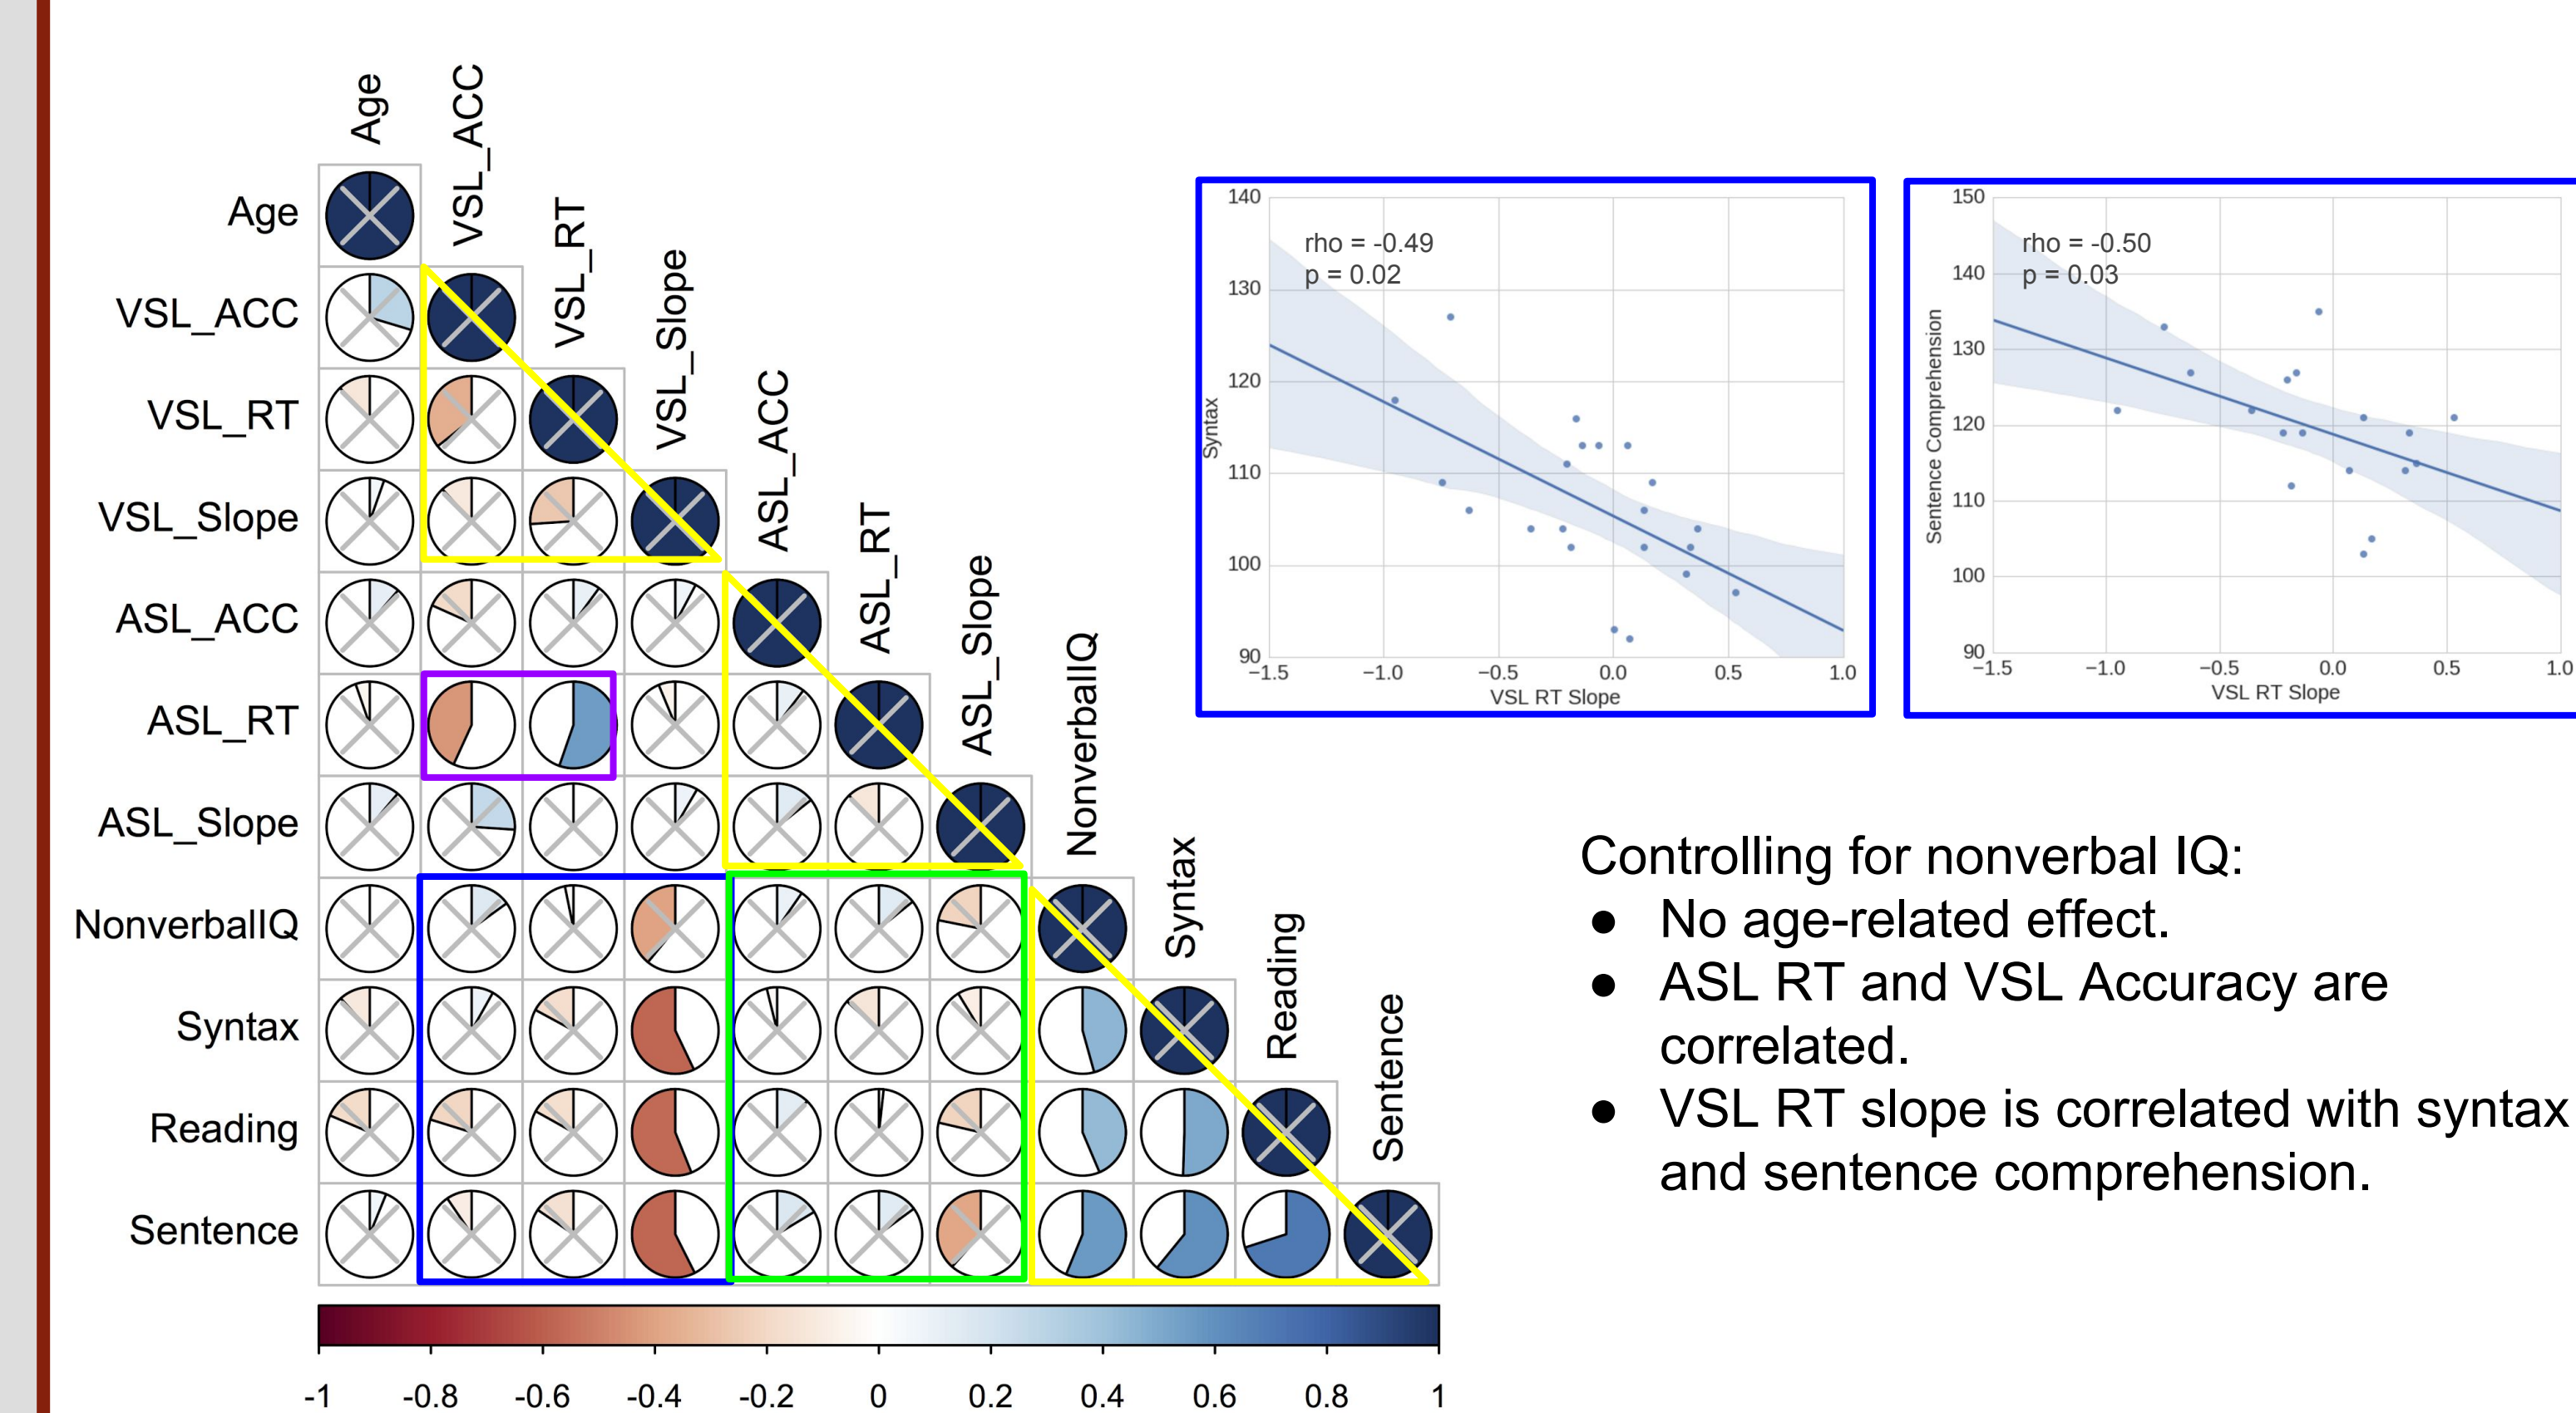 Age
VSL_ACC
VSL_RT
VSL_Slope
ASL_ACC
ASL_RT
ASL_Slope
NonverbalIQ
Syntax
Reading
Sentence
Age
VSL_ACC
VSL_RT
VSL_Slope
ASL_ACC
ASL_RT
ASL_Slope
NonverbalIQ
Syntax
Reading
Sentence
-1 -0.8 -0.6 -0.4 -0.2 0 0.2 0.4 0.6 0.8 1
rho = -0.49
p = 0.02
140
130
120
110
100
90
Syntax
−1.5 −1.0 −0.5 0.0 0.5 1.0
VSL RT Slope
rho = -0.50
p = 0.03
150
140
130
120
110
100
90
Sentence Comprehension
−1.5 −1.0 −0.5 0.0 0.5 1.0
VSL RT Slope
Controlling for nonverbal IQ:
● No age-related effect.
● ASL RT and VSL Accuracy are
correlated.
● VSL RT slope is correlated with syntax
and sentence comprehension.